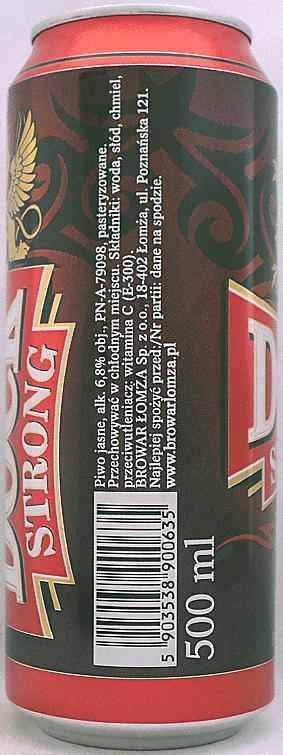 STRONG
Piwo jasne, alk. 6,8% obj., PN-A-79098, pasteryzowane.
Przechowywać w chłodnym miejscu. Składniki: woda, słód, chmiel,
przeciwutleniacz; witamina C (E-300).
BROWAR ŁOMŻA Sp. z o.o., 18-402 Łomża, ul. Poznańska 121.
Najlepiej spożyć przed:/Nr partii: dane na spodzie.
www.browarlomza.pl
5 903538 900635
500 ml